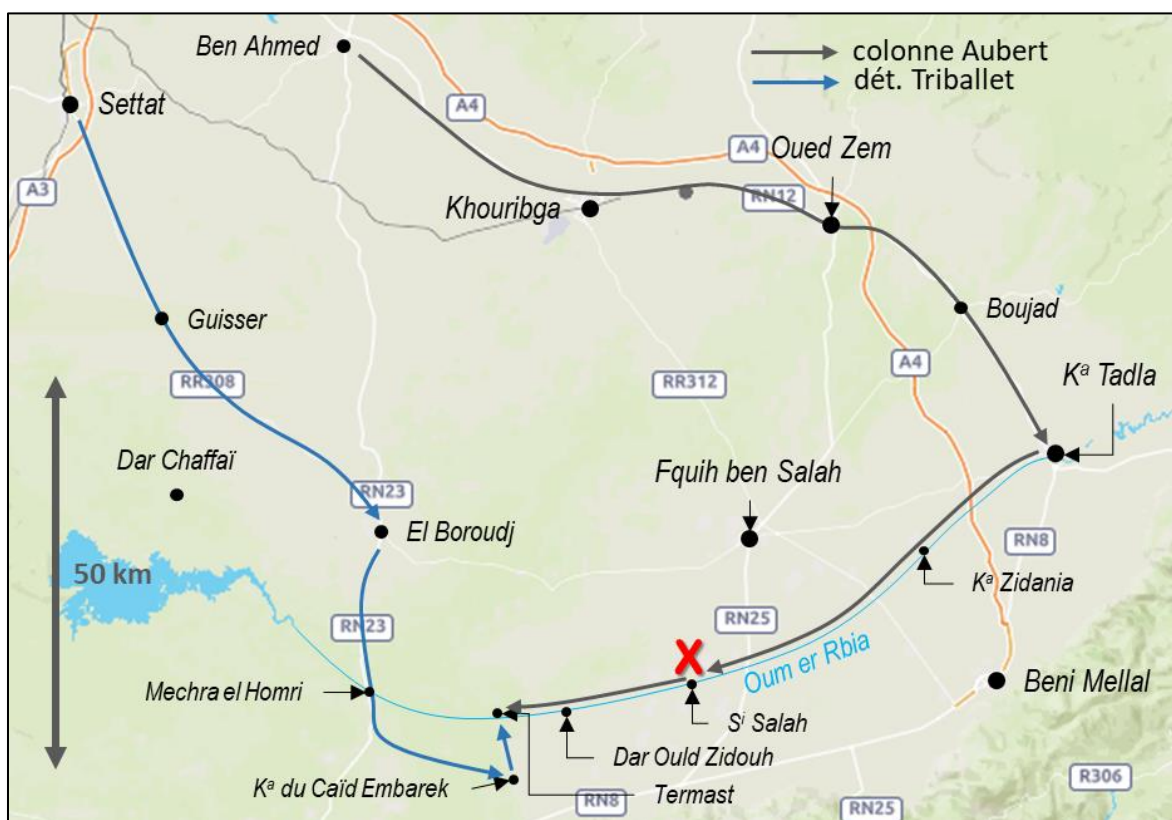 Ben Ahmed
colonne Aubert
dét. Triballet
Settat
A4
A4
Oued Zem
A3
RN12
Khouribga
Boujad
Guisser
A4
RR308
RR312
Kᵃ Tadla
Dar Chaffaï
Fquih ben Salah
RN23
El Boroudj
RN8
50 km
Kᵃ Zidania
RN23
RN25
Oum er Rbia
Mechra el Homri
Beni Mellal
Sⁱ Salah
Dar Ould Zidouh
Kᵃ du Caïd Embarek
Termast
RN8
RN25
R306